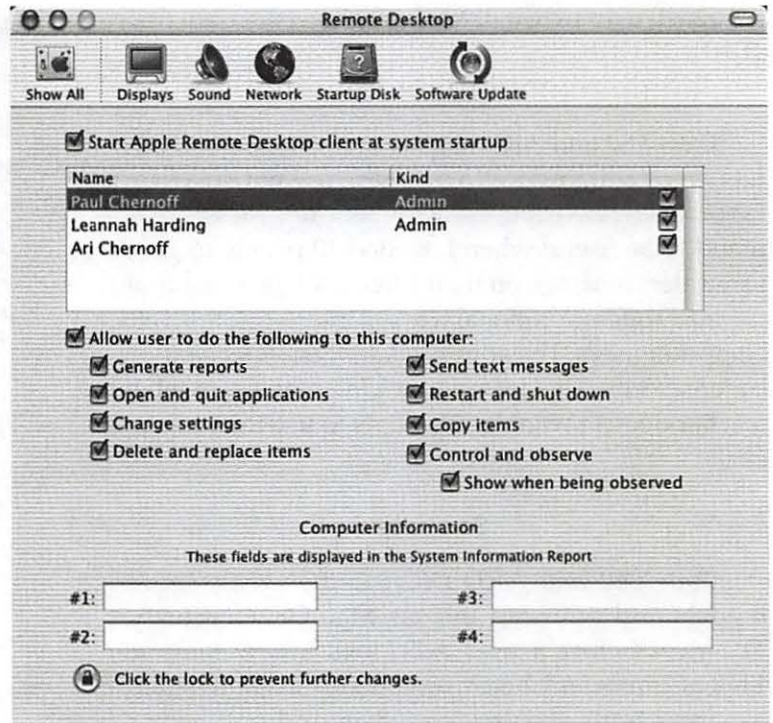 Remote Desktop
Show All Displays Sound Network Startup Disk Software Update
Start Apple Remote Desktop client at system startup
Name Kind
Paul Chernoff Admin
Leannah Harding Admin
Ari Chernoff
Allow user to do the following to this computer:
Generate reports Send text messages
Open and quit applications Restart and shut down
Change settings Copy items
Delete and replace items Control and observe
Show when being observed
Computer Information
These fields are displayed in the System Information Report
#1: #3:
#2: #4:
Click the lock to prevent further changes.